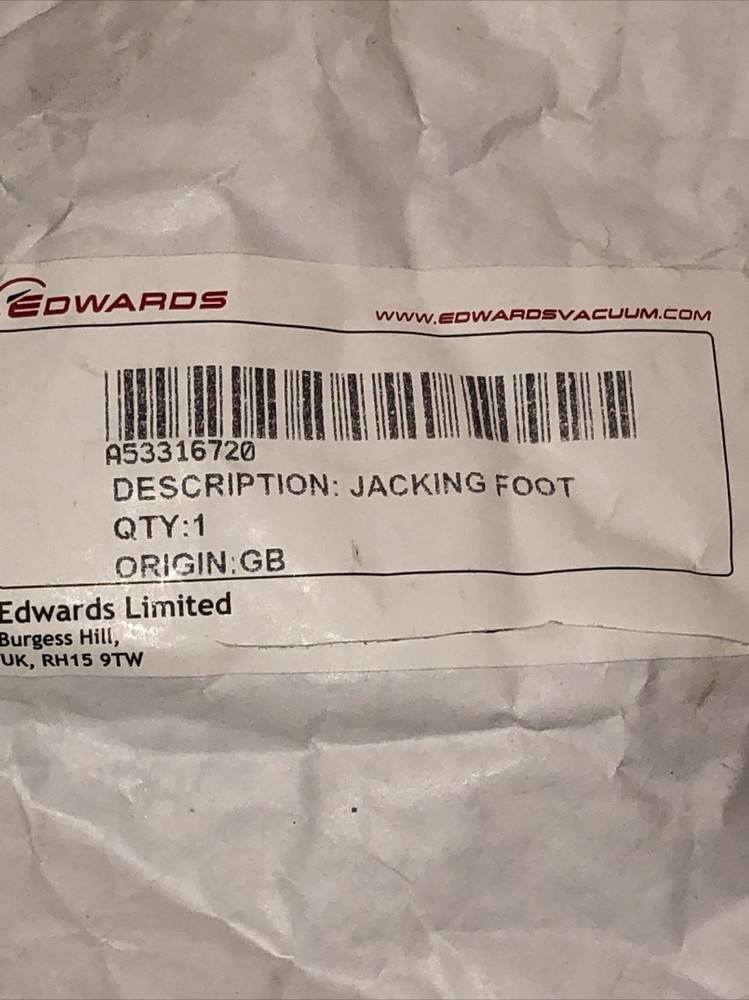 EDWARDS
WWW.EDWARDSVACUUM.COM
A53316720
DESCRIPTION: JACKING FOOT
QTY:1
ORIGIN:GB
Edwards Limited
Burgess Hill,
UK, RH15 9TW